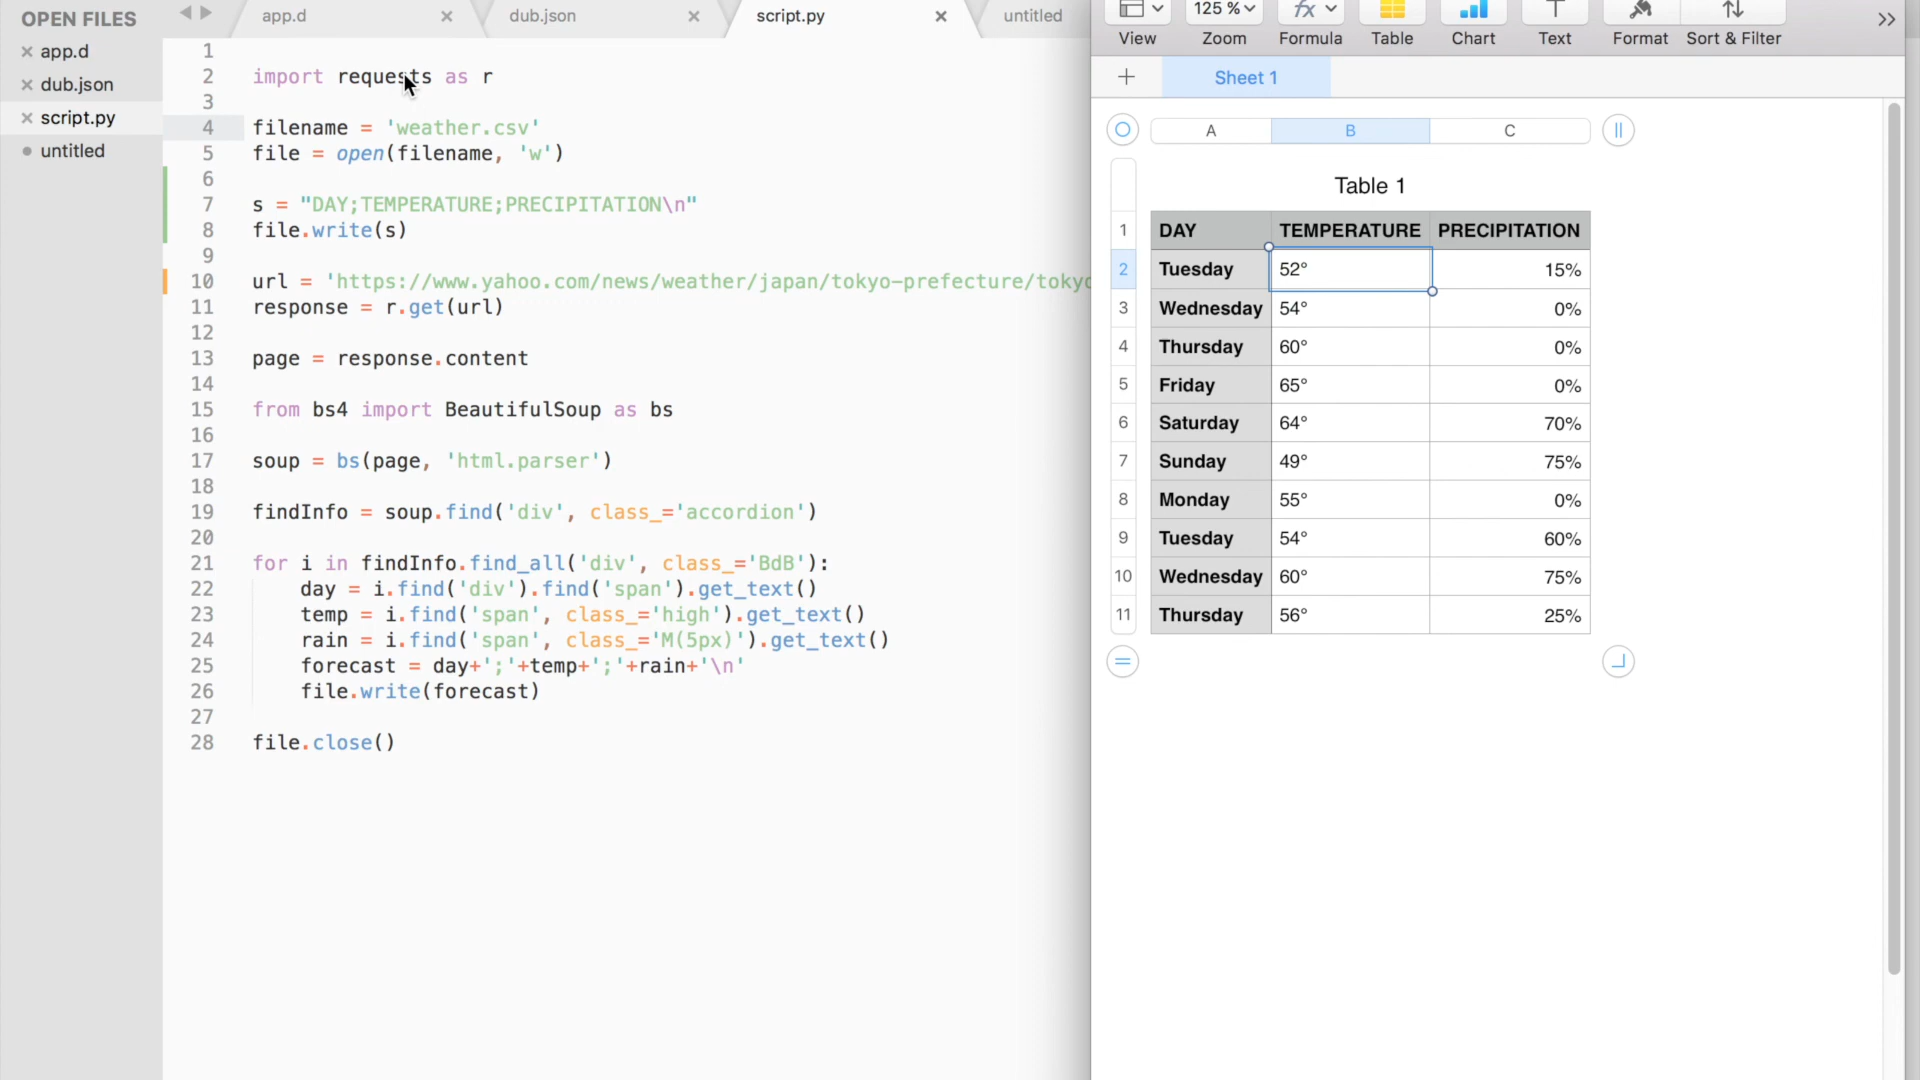 OPEN FILES
app.d
dub.json
script.py
untitled
app.d
dub.json
script.py
untitled
1
2 import requests as r
3
4 filename = 'weather.csv'
5 file = open(filename, 'w')
6
7 s = "DAY;TEMPERATURE;PRECIPITATION\n"
8 file.write(s)
9
10 url = 'https://www.yahoo.com/news/weather/japan/tokyo-prefecture/tokyo
11 response = r.get(url)
12
13 page = response.content
14
15 from bs4 import BeautifulSoup as bs
16
17 soup = bs(page, 'html.parser')
18
19 findInfo = soup.find('div', class_='accordion')
20
21 for i in findInfo.find_all('div', class_='BdB'):
22 day = i.find('div').find('span').get_text()
23 temp = i.find('span', class_='high').get_text()
24 rain = i.find('span', class_='M(5px)').get_text()
25 forecast = day+';'+temp+';'+rain+'\n'
26 file.write(forecast)
27
28 file.close()
125 %
fx
T
View Zoom Formula Table Chart Text Format Sort & Filter
Sheet 1
A B C
Table 1
1 DAY TEMPERATURE PRECIPITATION
2 Tuesday 52° 15%
3 Wednesday 54° 0%
4 Thursday 60° 0%
5 Friday 65° 0%
6 Saturday 64° 70%
7 Sunday 49° 75%
8 Monday 55° 0%
9 Tuesday 54° 60%
10 Wednesday 60° 75%
11 Thursday 56° 25%